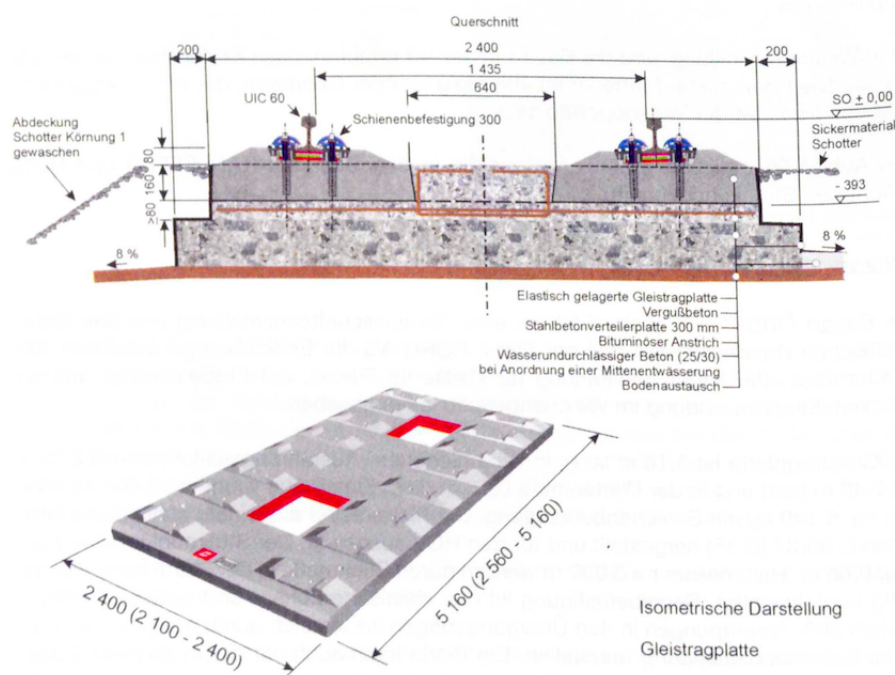 Querschnitt
200
2 400
200
1 435
640
UIC 60
Schienenbefestigung 300
SO ± 0,00
Abdeckung
Schotter Körnung 1
gewaschen
Sickermaterial
Schotter
80
160
≥80
- 393
8 %
8 %
Elastisch gelagerte Gleistragplatte
Vergußbeton
Stahlbetonverteilerplatte 300 mm
Bituminöser Anstrich
Wasserundurchlässiger Beton (25/30)
bei Anordnung einer Mittenentwässerung
Bodenaustausch
2 400 (2 100 - 2 400)
5 160 (2 560 - 5 160)
Isometrische Darstellung
Gleistragplatte